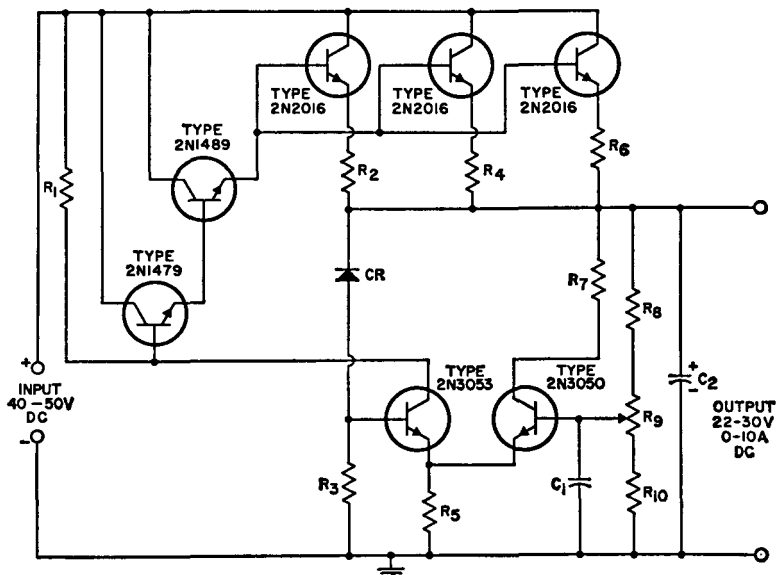 TYPE
2N2016
TYPE
2N2016
TYPE
2N2016
TYPE
2N1489
R1
R2
R4
R6
TYPE
2N1479
CR
R7
R8
+
INPUT
40-50V
DC
-
TYPE
2N3053
TYPE
2N3050
R9
+
C2
-
OUTPUT
22-30V
0-10A
DC
R3
R5
C1
R10